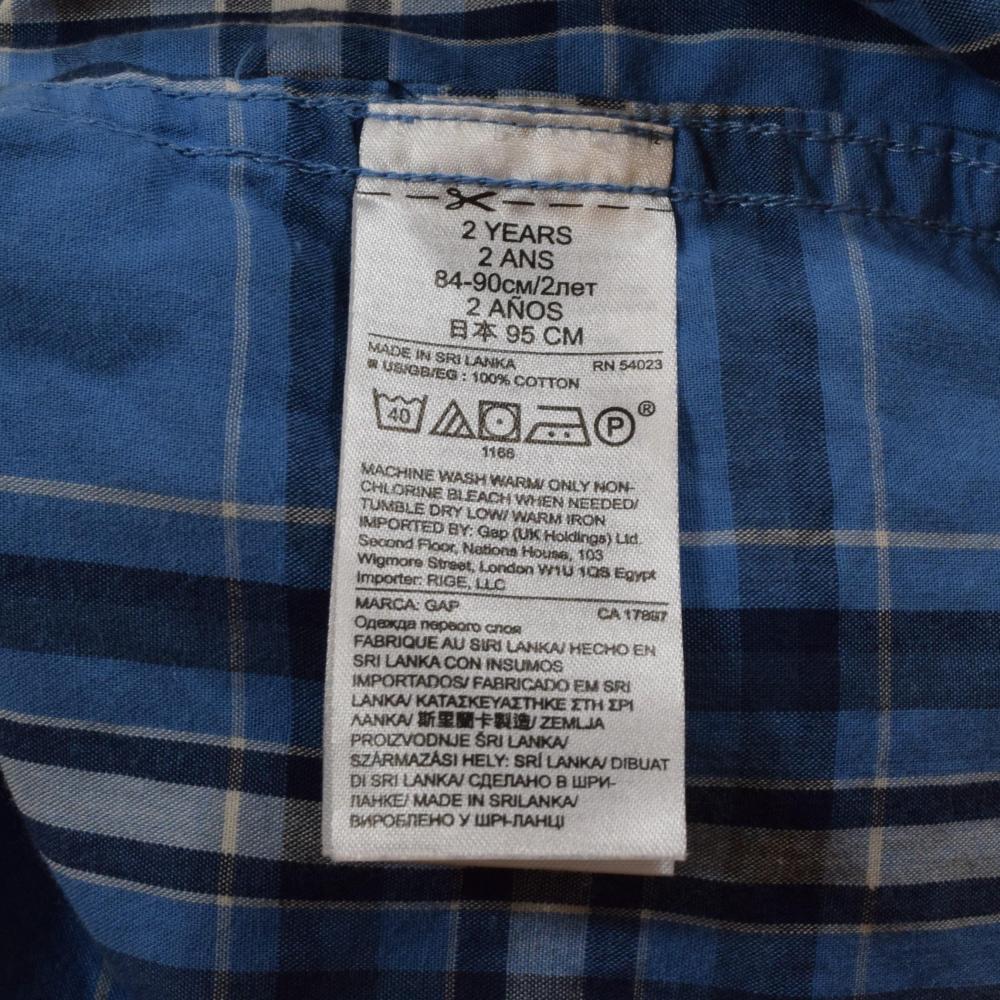 2 YEARS
2 ANS
84-90см/2лет
2 AÑOS
日本 95 CM
MADE IN SRI LANKA RN 54023
US/GB/EG : 100% COTTON
40 P ®
1166
MACHINE WASH WARM/ ONLY NON-
CHLORINE BLEACH WHEN NEEDED/
TUMBLE DRY LOW/ WARM IRON
IMPORTED BY: Gap (UK Holdings) Ltd.
Second Floor, Nations House, 103
Wigmore Street, London W1U 1QS Egypt
Importer: RIGE, LLC
MARCA: GAP CA 17897
Одежда первого слоя
FABRIQUE AU SIRI LANKA/ HECHO EN
SRI LANKA CON INSUMOS
IMPORTADOS/ FABRICADO EM SRI
LANKA/ ΚΑΤΑΣΚΕΥΑΣΤΗΚΕ ΣΤΗ ΣΡΙ
ΛΑΝΚΑ/ 斯里蘭卡製造/ ZEMLJA
PROIZVODNJE ŠRI LANKA/
SZÁRMAZÁSI HELY: SRÍ LANKA/ DIBUAT
DI SRI LANKA/ СДЕЛАНО В ШРИ-
ЛАНКЕ/ MADE IN SRILANKA/
ВИРОБЛЕНО У ШРІ-ЛАНЦІ